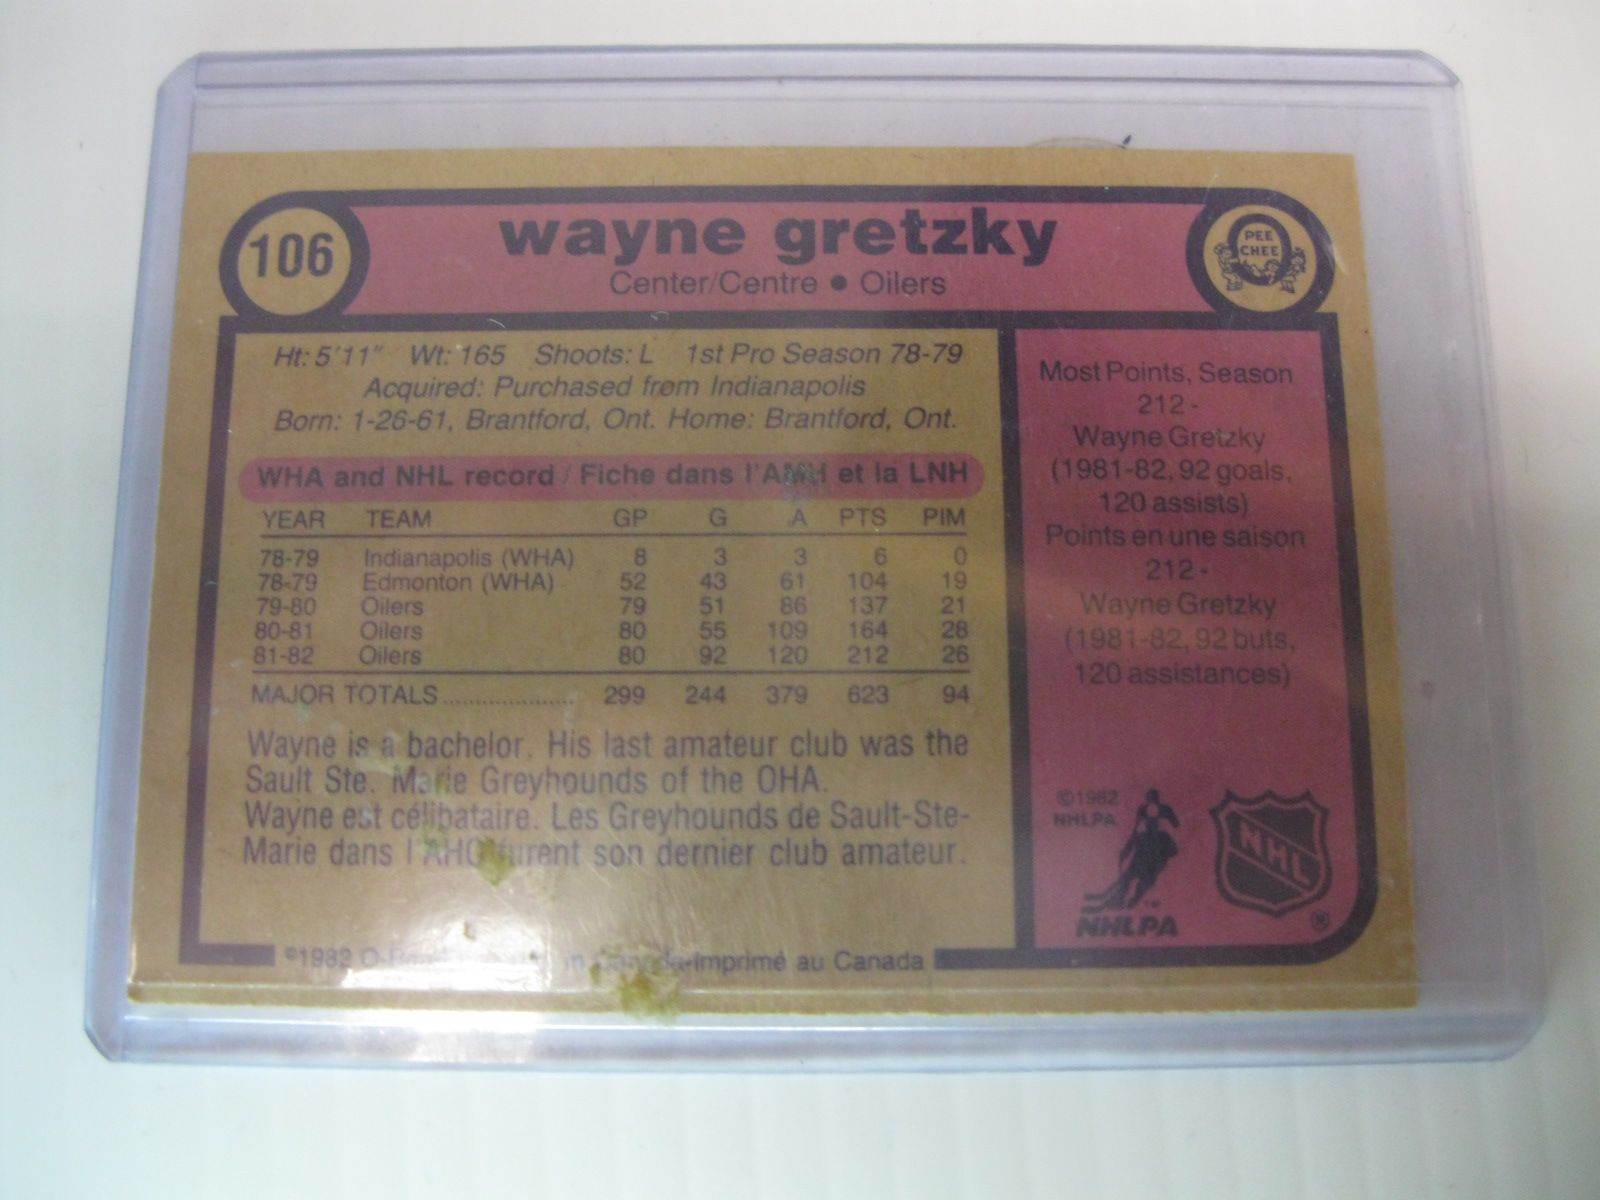 106
wayne gretzky
Center/Centre • Oilers
PEE
CHEE
Ht: 5'11" Wt: 165 Shoots: L 1st Pro Season 78-79
Acquired: Purchased from Indianapolis
Born: 1-26-61, Brantford, Ont. Home: Brantford, Ont.
WHA and NHL record / Fiche dans l'AMH et la LNH
YEAR TEAM GP G A PTS PIM
78-79 Indianapolis (WHA) 8 3 3 6 0
78-79 Edmonton (WHA) 52 43 61 104 19
79-80 Oilers 79 51 86 137 21
80-81 Oilers 80 55 109 164 28
81-82 Oilers 80 92 120 212 26
MAJOR TOTALS..................... 299 244 379 623 94
Wayne is a bachelor. His last amateur club was the
Sault Ste. Marie Greyhounds of the OHA.
Wayne est célibataire. Les Greyhounds de Sault-Ste-
Marie dans l'AHO furent son dernier club amateur.
©1982 in Canada-Imprimé au Canada
Most Points, Season
212 -
Wayne Gretzky
(1981-82, 92 goals,
120 assists)
Points en une saison
212 -
Wayne Gretzky
(1981-82, 92 buts,
120 assistances)
©1982
NHLPA
NHLPA
™
NHL
®